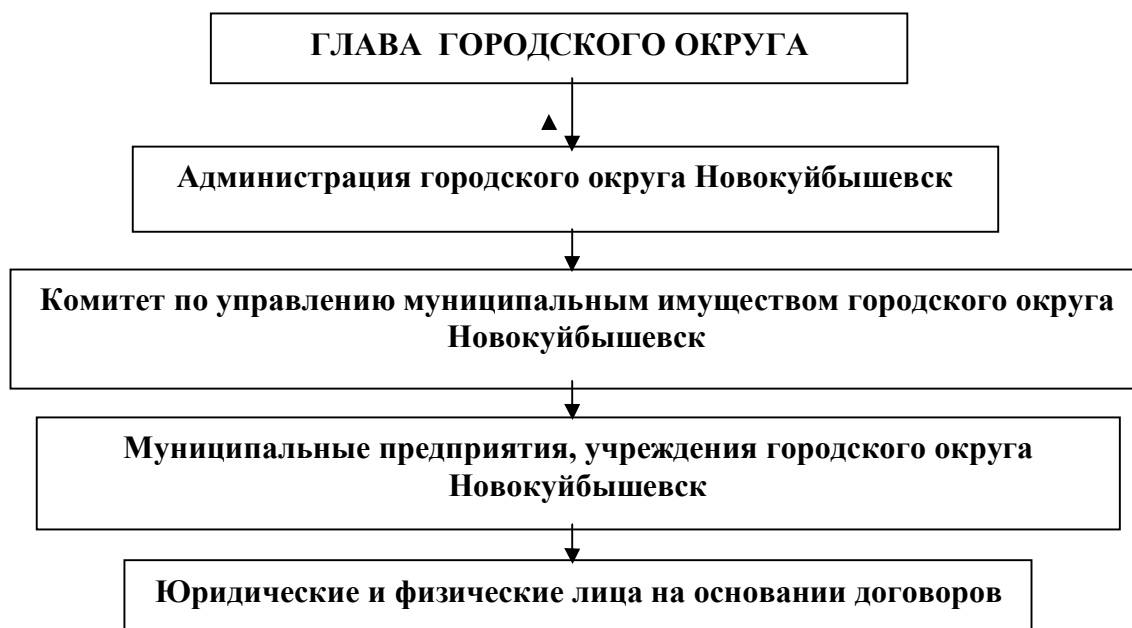 ГЛАВА ГОРОДСКОГО ОКРУГА
Администрация городского округа Новокуйбышевск
Комитет по управлению муниципальным имуществом городского округа
Новокуйбышевск
Муниципальные предприятия, учреждения городского округа
Новокуйбышевск
Юридические и физические лица на основании договоров